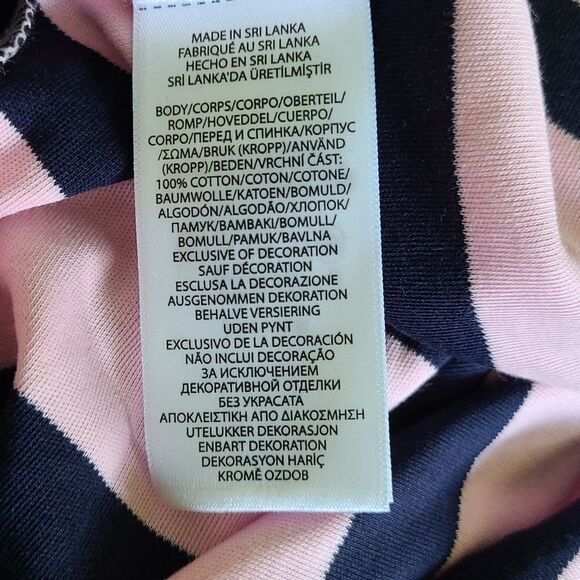 MADE IN SRI LANKA
FABRIQUÉ AU SRI LANKA
HECHO EN SRI LANKA
SRİ LANKA'DA ÜRETİLMİŞTİR
BODY/CORPS/CORPO/OBERTEIL/
ROMP/HOVEDDEL/CUERPO/
CORPO/ПЕРЕД И СПИНКА/КОРПУС
/ΣΩΜΑ/BRUK (KROPP)/ANVÄND
(KROPP)/BEDEN/VRCHNÍ ČÁST:
100% COTTON/COTON/COTONE/
BAUMWOLLE/KATOEN/BOMULD/
ALGODÓN/ALGODÃO/ХЛОПОК/
ПАМУК/ΒΑΜΒΑΚΙ/BOMULL/
BOMULL/PAMUK/BAVLNA
EXCLUSIVE OF DECORATION
SAUF DÉCORATION
ESCLUSA LA DECORAZIONE
AUSGENOMMEN DEKORATION
BEHALVE VERSIERING
UDEN PYNT
EXCLUSIVO DE LA DECORACIÓN
NÃO INCLUI DECORAÇÃO
ЗА ИСКЛЮЧЕНИЕМ
ДЕКОРАТИВНОЙ ОТДЕЛКИ
БЕЗ УКРАСАТА
ΑΠΟΚΛΕΙΣΤΙΚΗ ΑΠΟ ΔΙΑΚΟΣΜΗΣΗ
UTELUKKER DEKORASJON
ENBART DEKORATION
DEKORASYON HARİÇ
KROMĚ OZDOB